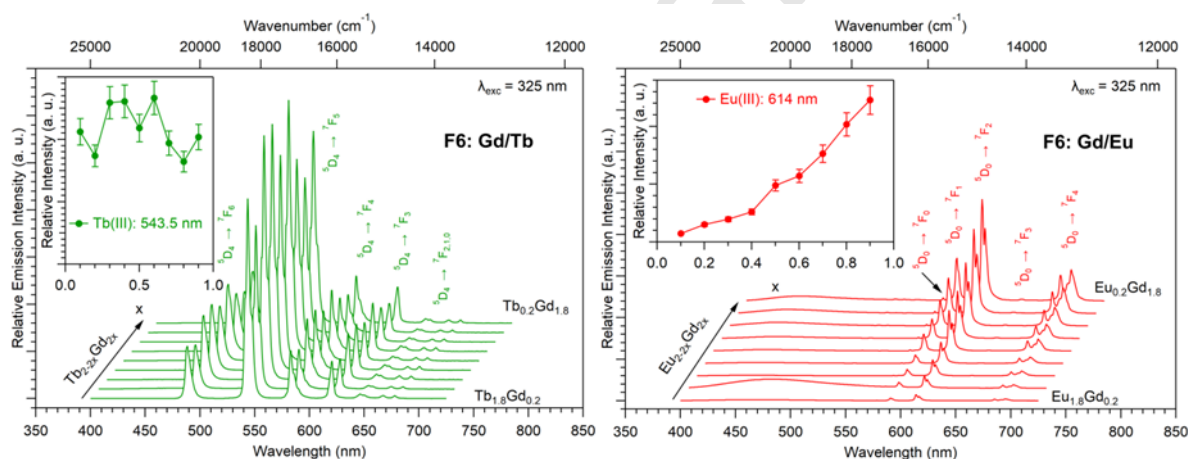 Wavenumber (cm⁻¹)
25000 20000 18000 16000 14000
Relative Emission Intensity (a. u.)
Relative Intensity (a. u.)
Tb(III): 543.5 nm
0.0 0.5 1.0
λexc = 325 nm
F6: Gd/Tb
⁵D₄ → ⁷F₆
⁵D₄ → ⁷F₅
⁵D₄ → ⁷F₄
⁵D₄ → ⁷F₃
⁵D₄ → ⁷F₂,₁,₀
x
Tb₂₋₂ₓGd₂ₓ
Tb₀.₂Gd₁.₈
Tb₁.₈Gd₀.₂
350 400 450 500 550 600 650 700 750 800 850
Wavelength (nm)
Wavenumber (cm⁻¹)
25000 20000 18000 16000 14000 12000
Relative Emission Intensity (a. u.)
Relative Intensity (a. u.)
Eu(III): 614 nm
0.0 0.2 0.4 0.6 0.8 1.0
x
λexc = 325 nm
F6: Gd/Eu
⁵D₀ → ⁷F₀
⁵D₀ → ⁷F₁
⁵D₀ → ⁷F₂
⁵D₀ → ⁷F₃
⁵D₀ → ⁷F₄
x
Eu₂₋₂ₓGd₂ₓ
Eu₀.₂Gd₁.₈
Eu₁.₈Gd₀.₂
350 400 450 500 550 600 650 700 750 800 850
Wavelength (nm)